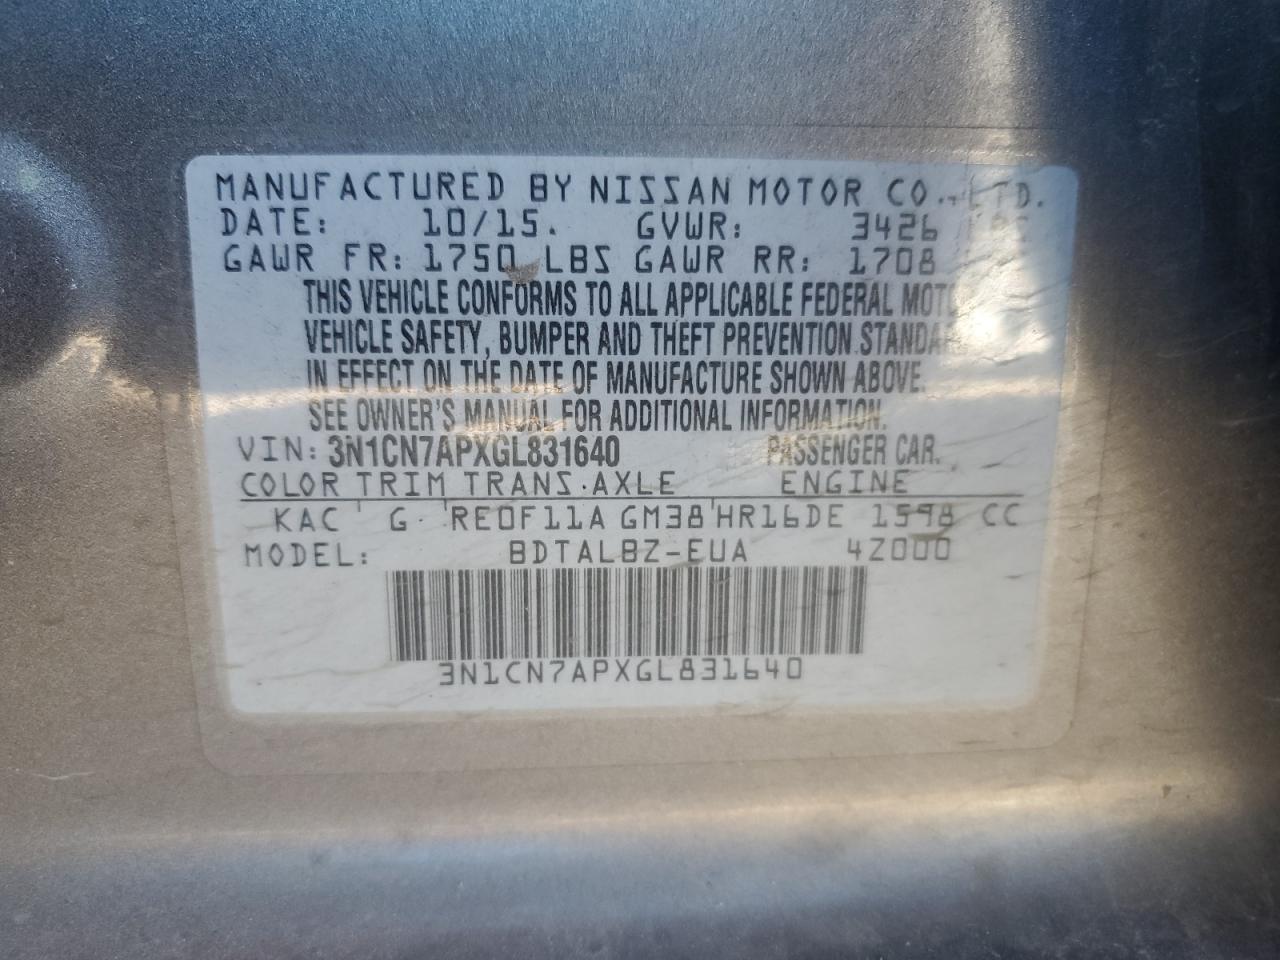 MANUFACTURED BY NISSAN MOTOR CO., LTD.
DATE: 10/15. GVWR: 3426
GAWR FR: 1750 LBS GAWR RR: 1708
THIS VEHICLE CONFORMS TO ALL APPLICABLE FEDERAL MOTO
VEHICLE SAFETY, BUMPER AND THEFT PREVENTION STANDA
IN EFFECT ON THE DATE OF MANUFACTURE SHOWN ABOVE.
SEE OWNER'S MANUAL FOR ADDITIONAL INFORMATION.
VIN: 3N1CN7APXGL831640 PASSENGER CAR.
COLOR TRIM TRANS. AXLE ENGINE
KAC G RE0F11A GM38 HR16DE 1598 CC
MODEL: BDTALBZ-EUA 4Z000
3N1CN7APXGL831640